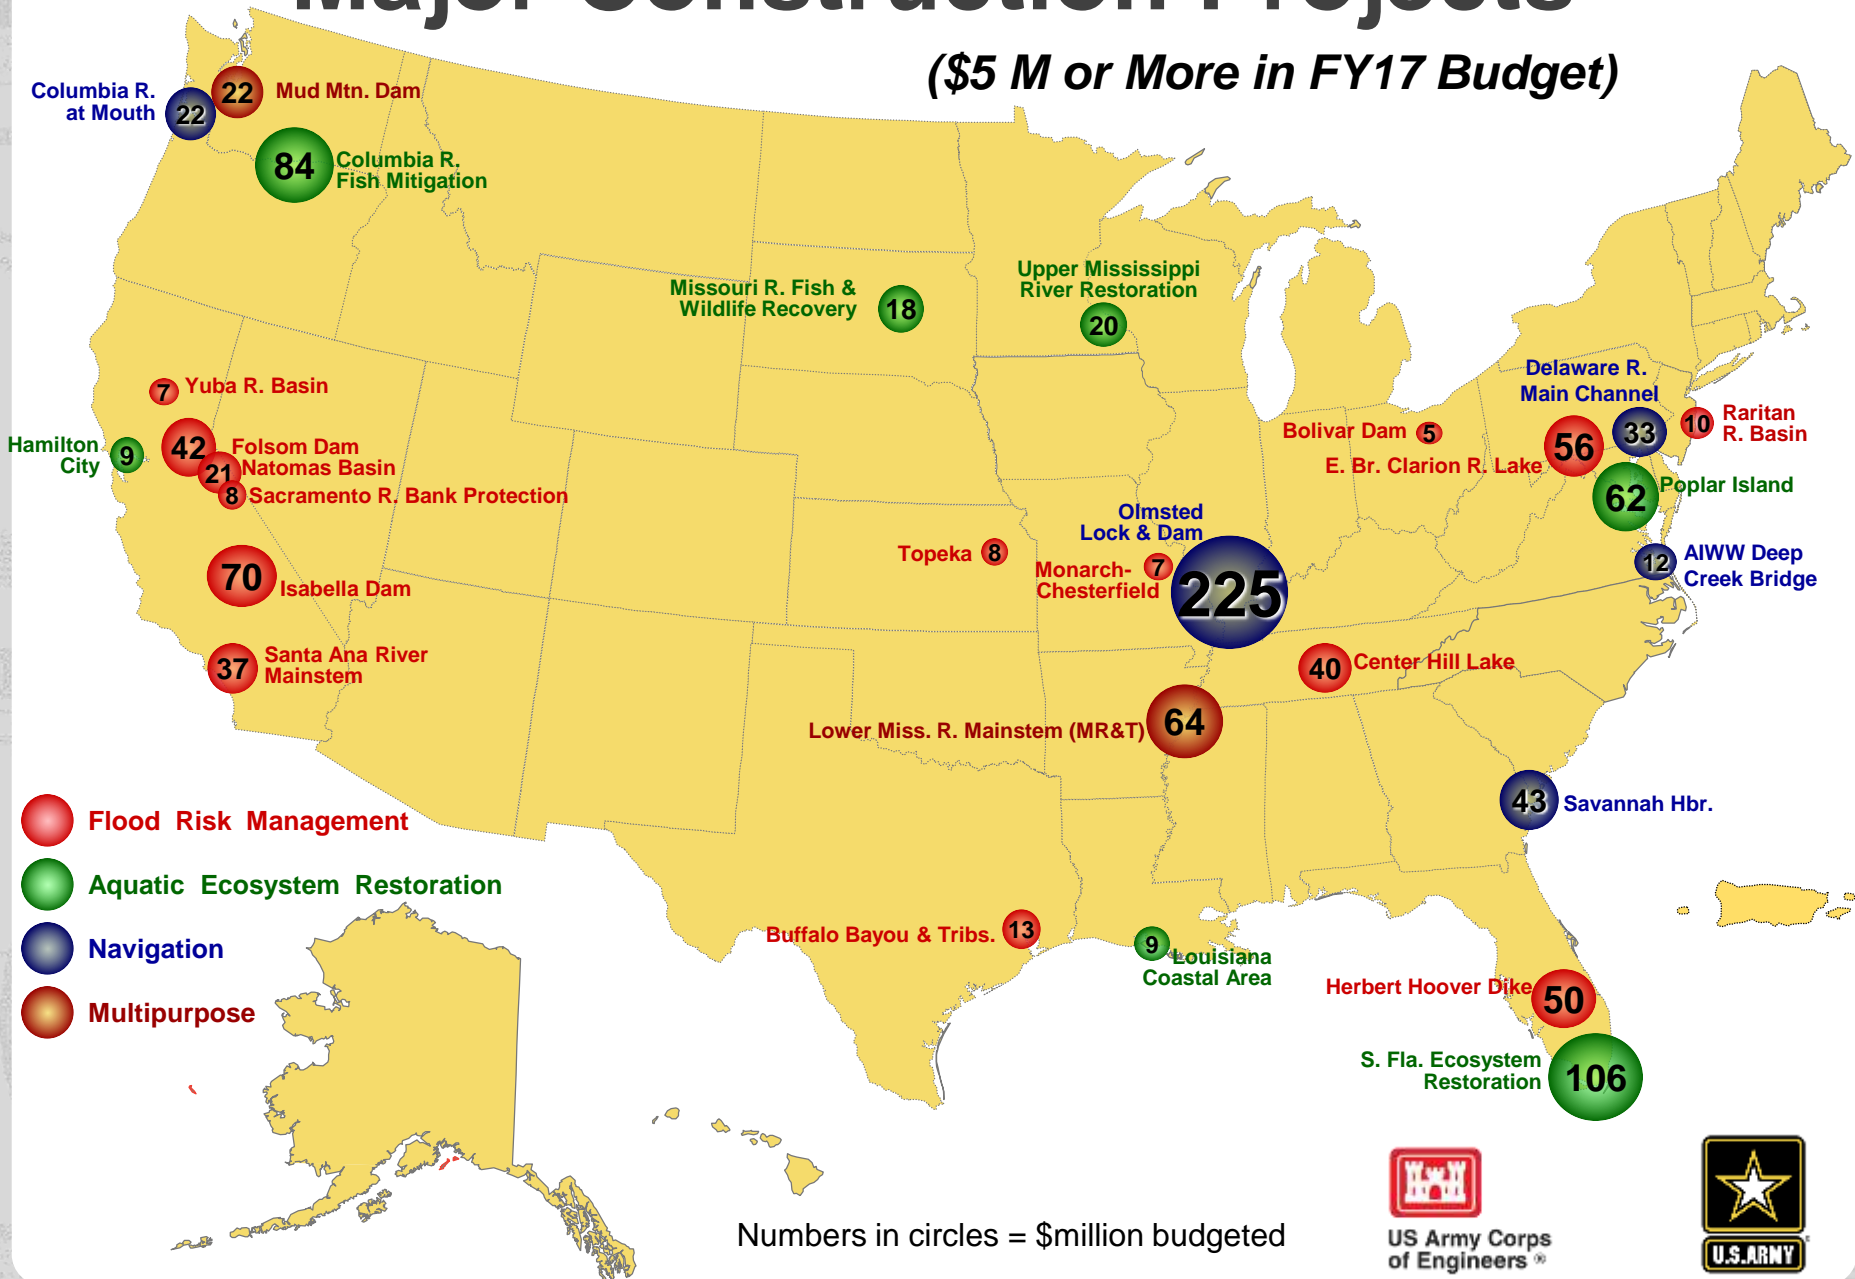 Major Construction Projects
($5 M or More in FY17 Budget)
Columbia R.
at Mouth
22
22
Mud Mtn. Dam
84
Columbia R.
Fish Mitigation
Missouri R. Fish &
Wildlife Recovery
18
Upper Mississippi
River Restoration
20
7
Yuba R. Basin
Hamilton
City
9
42
Folsom Dam
21
Natomas Basin
8
Sacramento R. Bank Protection
70
Isabella Dam
37
Santa Ana River
Mainstem
Topeka
8
Olmsted
Lock & Dam
225
Monarch-
Chesterfield
7
Bolivar Dam
5
E. Br. Clarion R. Lake
56
Delaware R.
Main Channel
33
10
Raritan
R. Basin
62
Poplar Island
12
AIWW Deep
Creek Bridge
40
Center Hill Lake
Lower Miss. R. Mainstem (MR&T)
64
43
Savannah Hbr.
Buffalo Bayou & Tribs.
13
9
Louisiana
Coastal Area
Herbert Hoover Dike
50
S. Fla. Ecosystem
Restoration
106
Flood Risk Management
Aquatic Ecosystem Restoration
Navigation
Multipurpose
Numbers in circles = $million budgeted
US Army Corps
of Engineers ®
U.S.ARMY